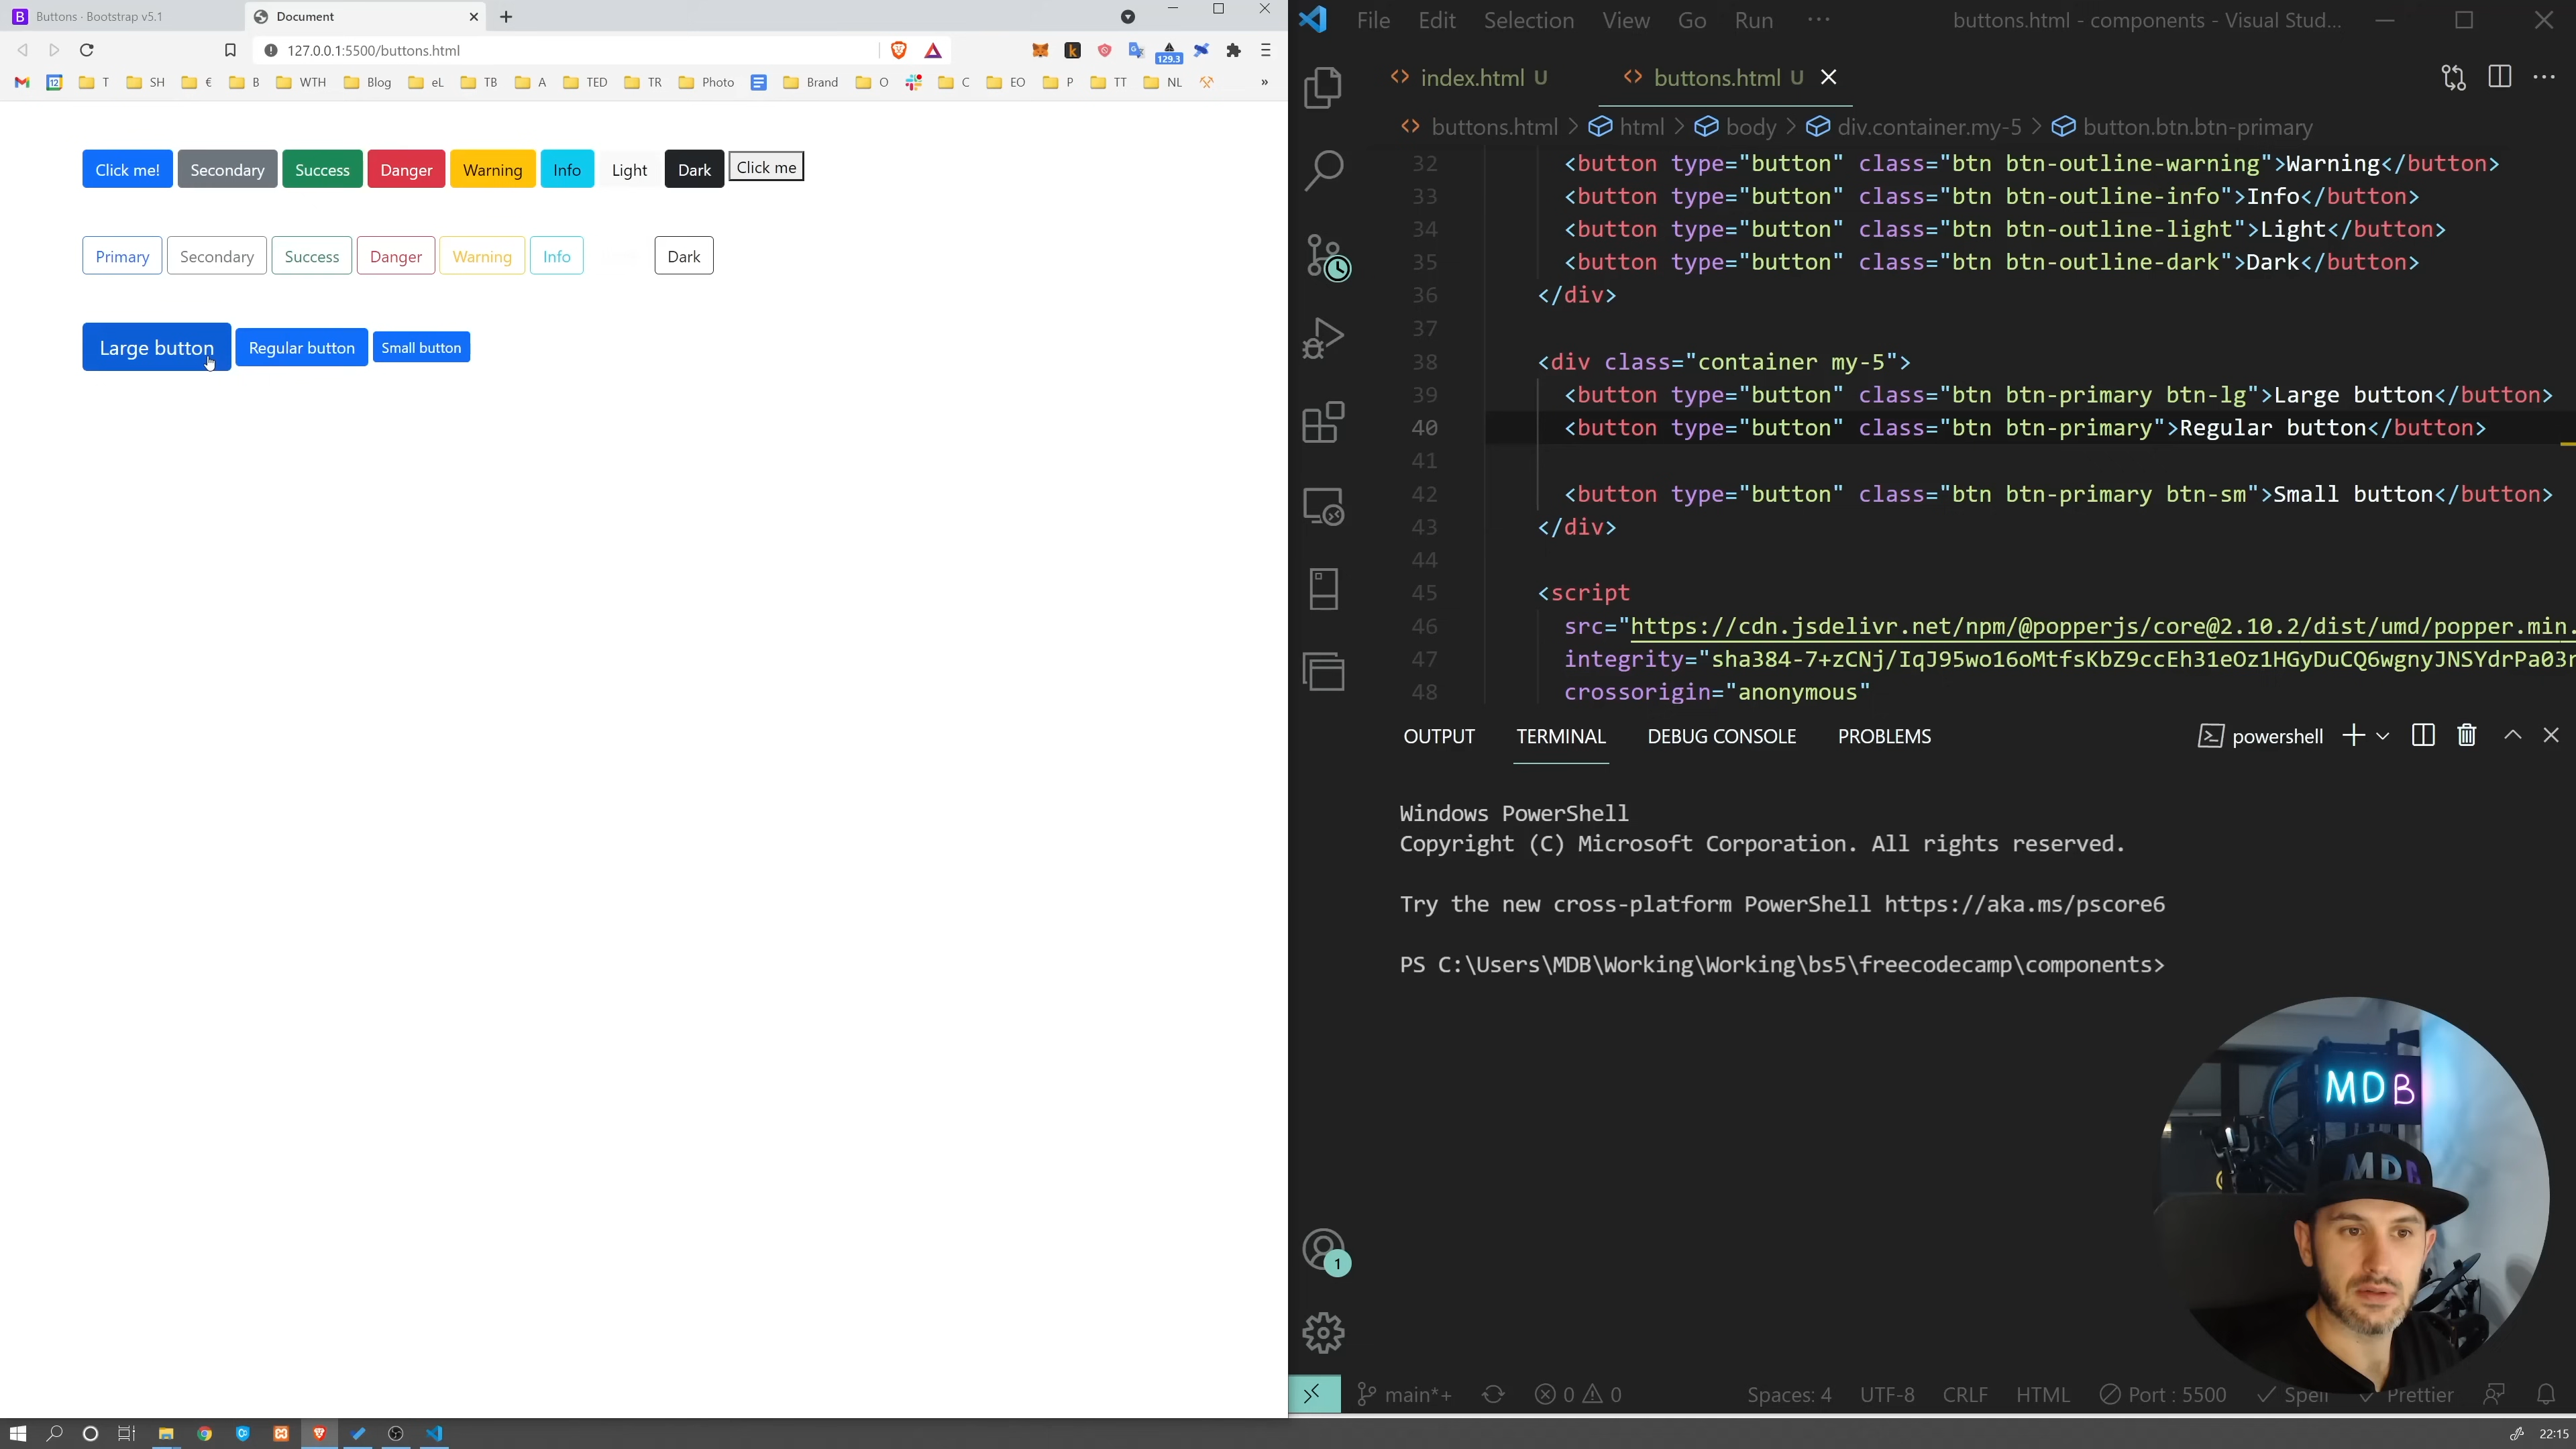 Buttons · Bootstrap v5.1
Document
127.0.0.1:5500/buttons.html
129.3
12 T SH € B WTH Blog eL TB A TED TR Photo Brand O C EO P TT NL »
Click me! Secondary Success Danger Warning Info Light Dark Click me
Primary Secondary Success Danger Warning Info Dark
Large button Regular button Small button
File Edit Selection View Go Run ··· buttons.html - components - Visual Stud...
index.html U buttons.html U
buttons.html > html > body > div.container.my-5 > button.btn.btn-primary
32 <button type="button" class="btn btn-outline-warning">Warning</button>
33 <button type="button" class="btn btn-outline-info">Info</button>
34 <button type="button" class="btn btn-outline-light">Light</button>
35 <button type="button" class="btn btn-outline-dark">Dark</button>
36 </div>
37
38 <div class="container my-5">
39 <button type="button" class="btn btn-primary btn-lg">Large button</button>
40 <button type="button" class="btn btn-primary">Regular button</button>
41
42 <button type="button" class="btn btn-primary btn-sm">Small button</button>
43 </div>
44
45 <script
46 src="https://cdn.jsdelivr.net/npm/@popperjs/core@2.10.2/dist/umd/popper.min.
47 integrity="sha384-7+zCNj/IqJ95wo16oMtfsKbZ9ccEh31eOz1HGyDuCQ6wgnyJNSYdrPa03r
48 crossorigin="anonymous"
OUTPUT TERMINAL DEBUG CONSOLE PROBLEMS powershell
Windows PowerShell
Copyright (C) Microsoft Corporation. All rights reserved.
Try the new cross-platform PowerShell https://aka.ms/pscore6
PS C:\Users\MDB\Working\Working\bs5\freecodecamp\components>
MDB
MDB
1
main*+ 0 0 Spaces: 4 UTF-8 CRLF HTML Port : 5500 Spell Prettier
22:15